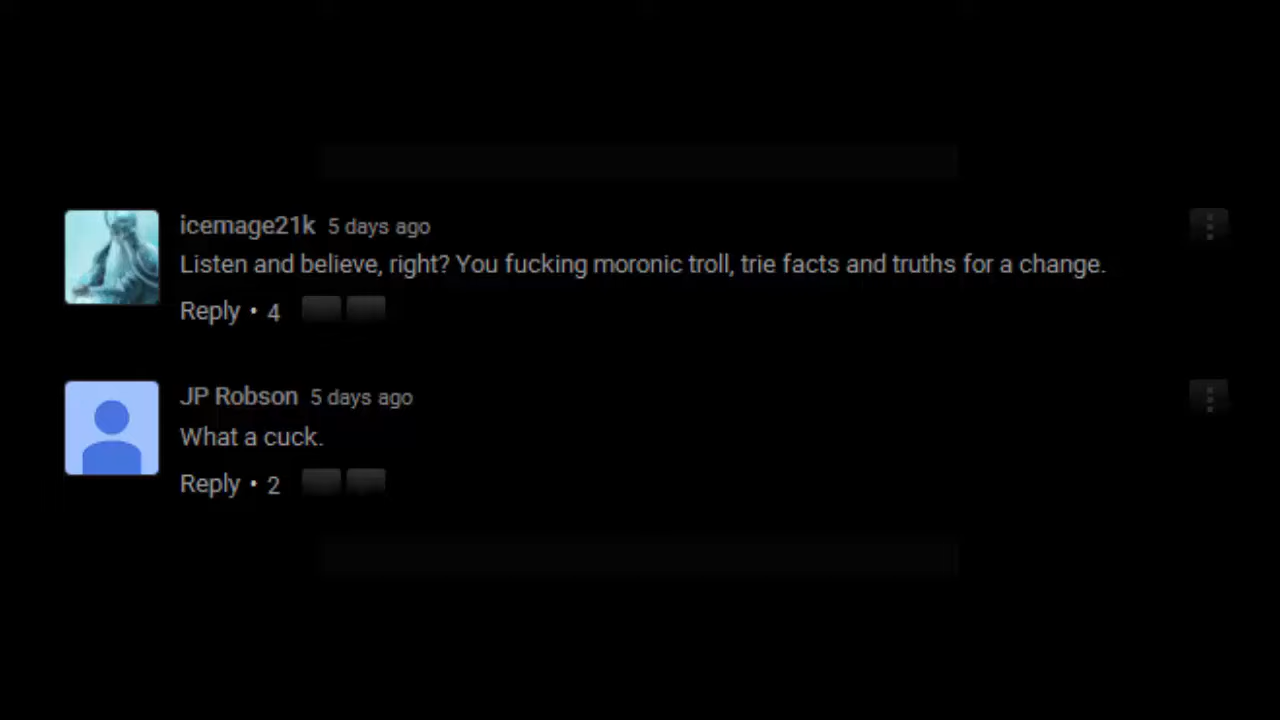 icemage21k 5 days ago
Listen and believe, right? You fucking moronic troll, trie facts and truths for a change.
Reply • 4
JP Robson 5 days ago
What a cuck.
Reply • 2